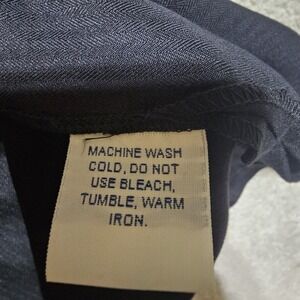 MACHINE WASH
COLD, DO NOT
USE BLEACH,
TUMBLE, WARM
IRON.